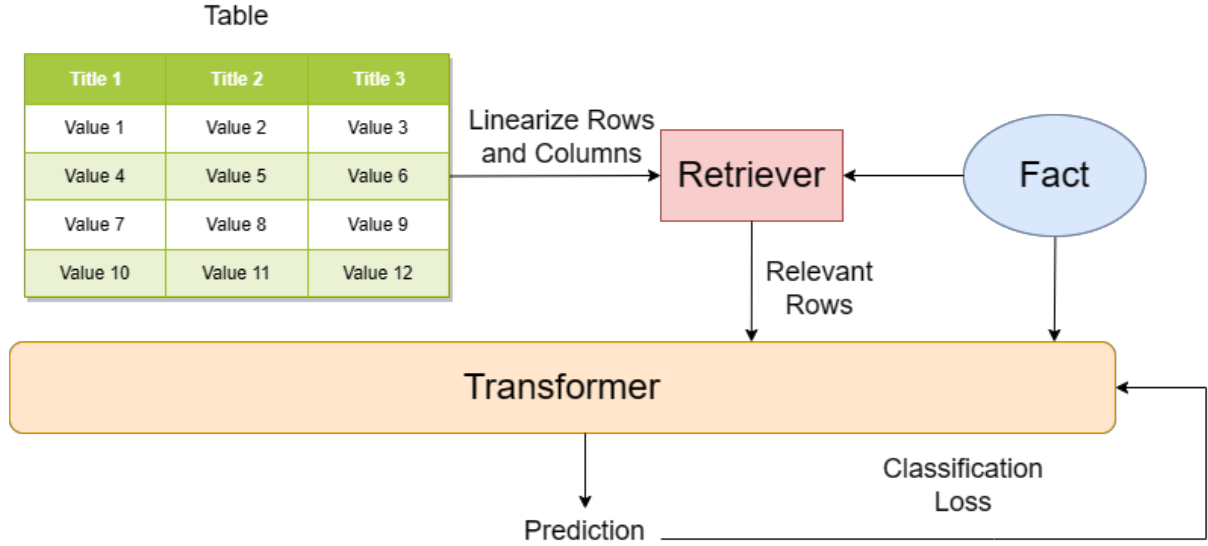 Table
Title 1 Title 2 Title 3
Value 1 Value 2 Value 3
Value 4 Value 5 Value 6
Value 7 Value 8 Value 9
Value 10 Value 11 Value 12
Linearize Rows
and Columns
Retriever
Fact
Relevant
Rows
Transformer
Classification
Loss
Prediction